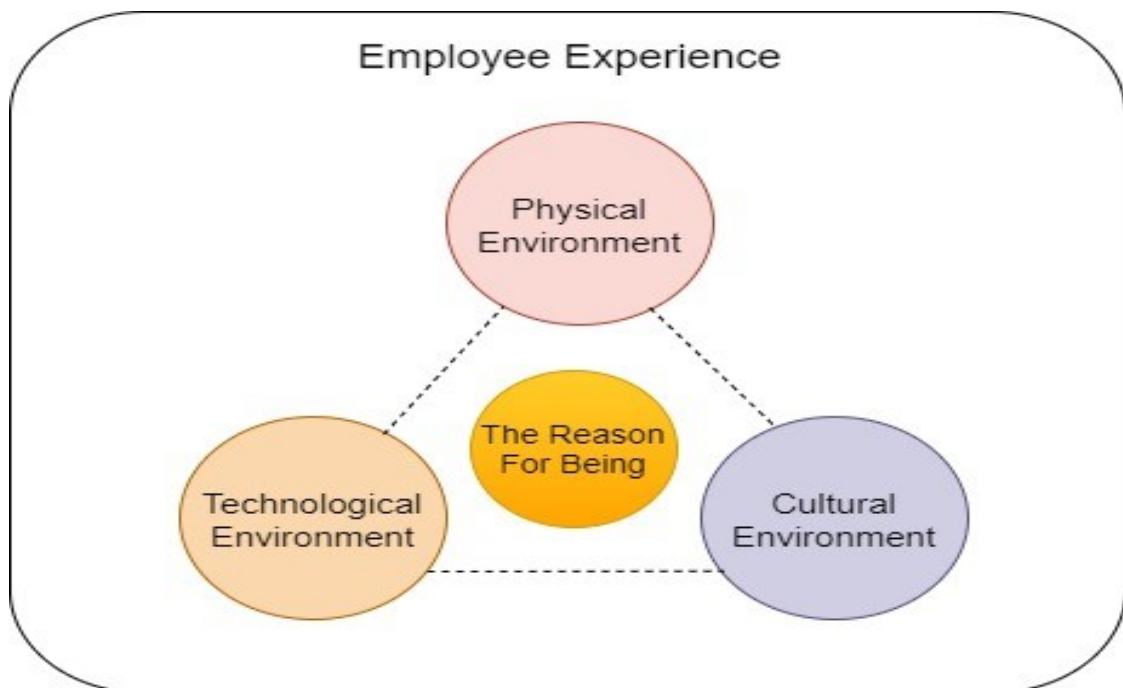 Employee Experience
Physical
Environment
The Reason
For Being
Technological
Environment
Cultural
Environment